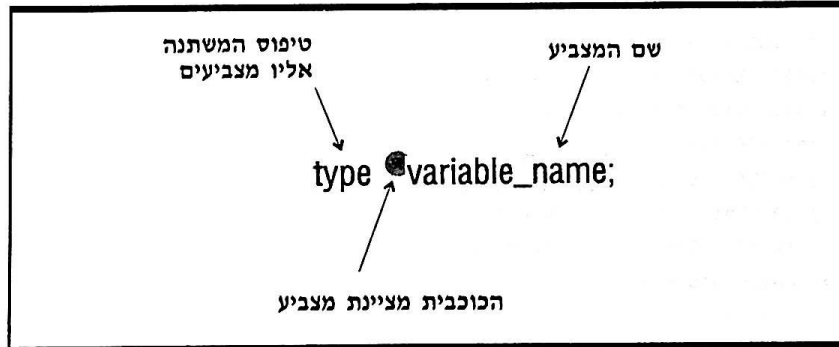 טיפוס המשתנה
אליו מצביעים
שם המצביע
type *variable_name;
הכוכבית מציינת מצביע